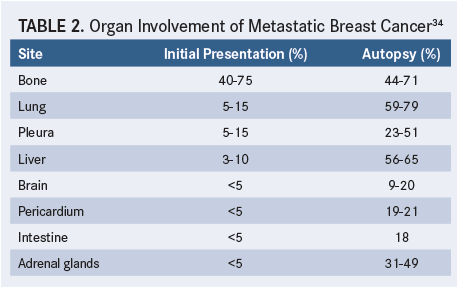 TABLE 2. Organ Involvement of Metastatic Breast Cancer³⁴
Site Initial Presentation (%) Autopsy (%)
Bone 40-75 44-71
Lung 5-15 59-79
Pleura 5-15 23-51
Liver 3-10 56-65
Brain <5 9-20
Pericardium <5 19-21
Intestine <5 18
Adrenal glands <5 31-49